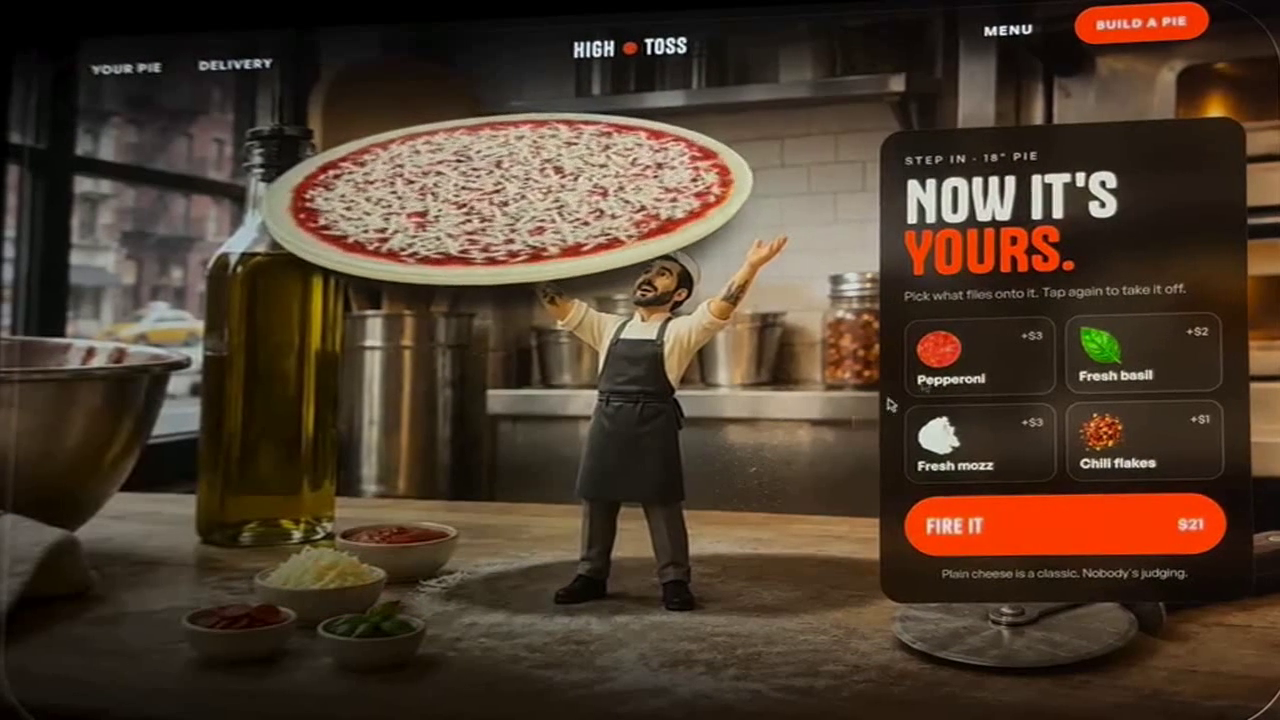 YOUR PIE
DELIVERY
HIGH TOSS
MENU
BUILD A PIE
STEP IN · 18" PIE
NOW IT'S
YOURS.
Pick what flies onto it. Tap again to take it off.
+$3
Pepperoni
+$2
Fresh basil
+$3
Fresh mozz
+$1
Chili flakes
FIRE IT
$21
Plain cheese is a classic. Nobody's judging.